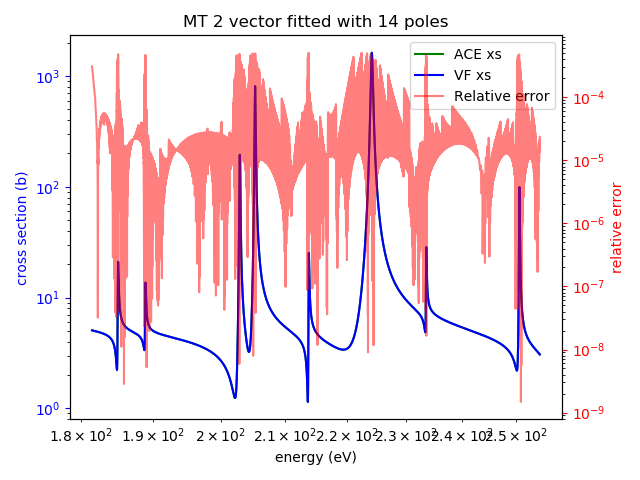 MT 2 vector fitted with 14 poles
ACE xs
VF xs
Relative error
cross section (b)
10³
10²
10¹
10⁰
10⁻⁴
10⁻⁵
10⁻⁶
10⁻⁷
10⁻⁸
10⁻⁹
relative error
1.8 × 10² 1.9 × 10² 2 × 10² 2.1 × 10² 2.2 × 10² 2.3 × 10² 2.4 × 10² 2.5 × 10²
energy (eV)